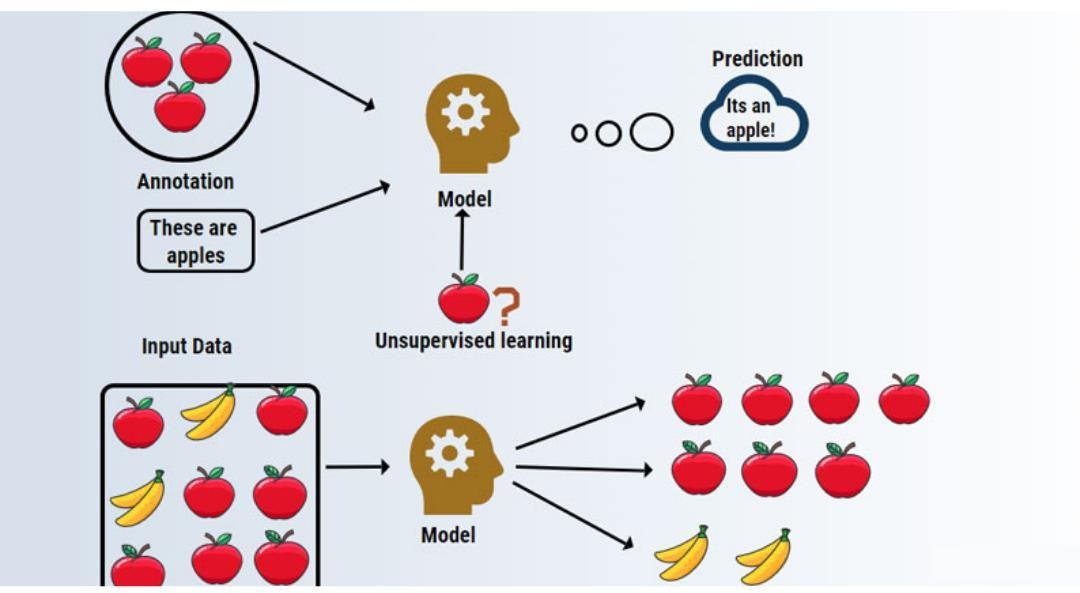 Prediction
Its an
apple!
Annotation
These are
apples
Model
?
Unsupervised learning
Input Data
Model